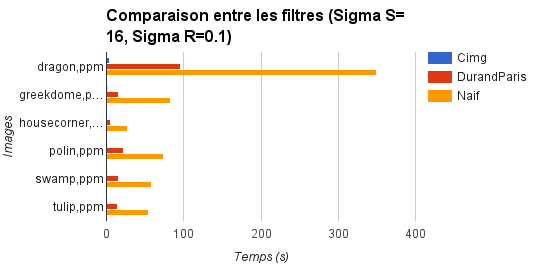 Comparaison entre les filtres (Sigma S=
16, Sigma R=0.1)
Cimg
DurandParis
Naif
Images
dragon,ppm
greekdome,p...
housecorner,...
polin,ppm
swamp,ppm
tulip,ppm
0 100 200 300 400
Temps (s)